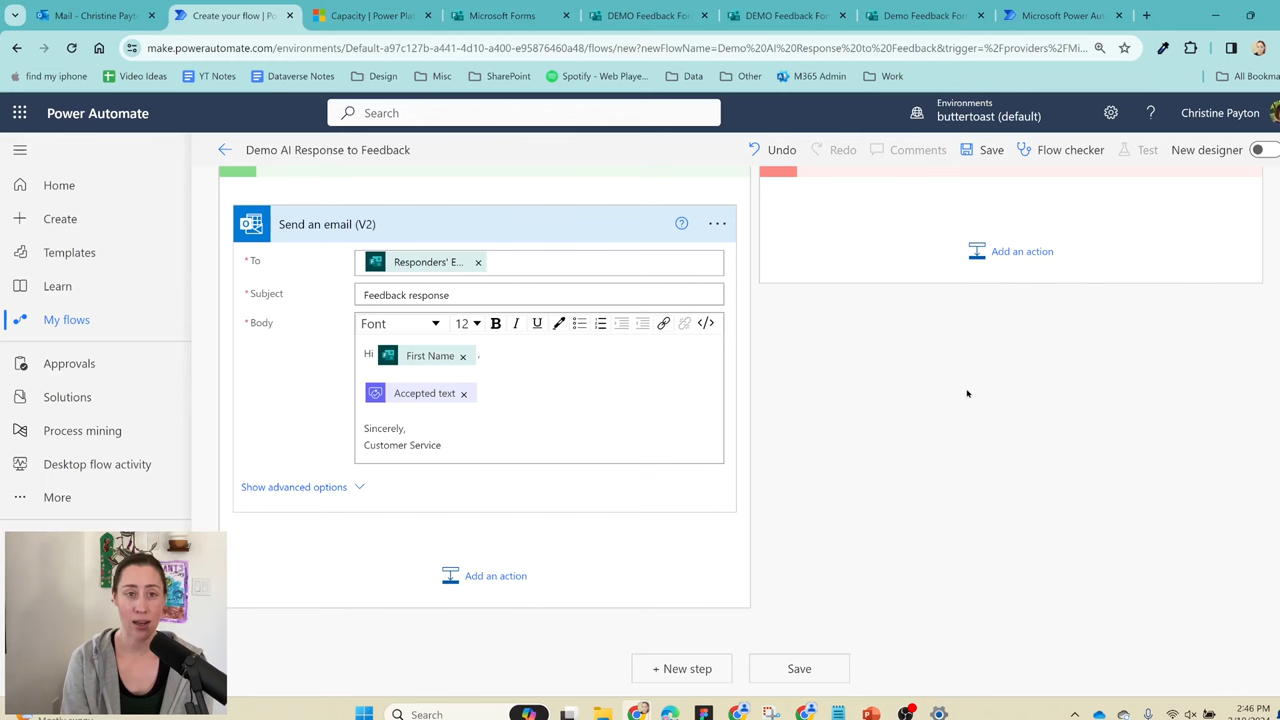 Mail - Christine Payto
Create your flow | Powe
Capacity | Power Plat
Microsoft Forms
DEMO Feedback For
DEMO Feedback For
Demo Feedback For
Microsoft Power Aut
make.powerautomate.com/environments/Default-a97c127b-a441-4d10-a400-e95876460a48/flows/new?newFlowName=Demo%20AI%20Response%20to%20Feedback&trigger=%2Fproviders%2FMi...
find my iphone
Video Ideas
YT Notes
Dataverse Notes
Design
Misc
SharePoint
Spotify - Web Playe...
Data
Other
M365 Admin
Work
All Bookma
Power Automate
Search
Environments
buttertoast (default)
Christine Payton
Demo AI Response to Feedback
Undo
Redo
Comments
Save
Flow checker
Test
New designer
Home
Create
Templates
Learn
My flows
Approvals
Solutions
Process mining
Desktop flow activity
More
Send an email (V2)
* To
Responders' E... ×
* Subject
Feedback response
* Body
Font
12
B I U
</>
Hi First Name × ,
Accepted text ×
Sincerely,
Customer Service
Show advanced options
Add an action
Add an action
+ New step
Save
Mostly sunny
Search
2:46 PM